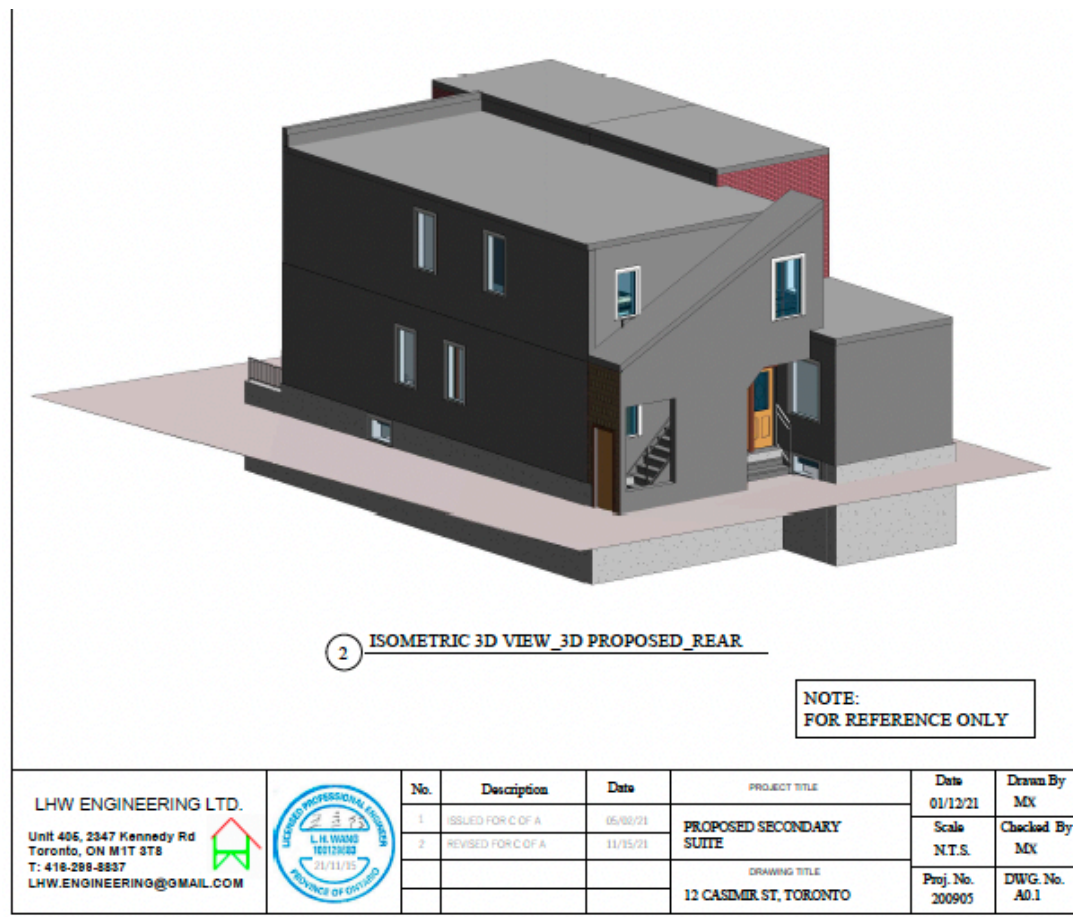 2
ISOMETRIC 3D VIEW_3D PROPOSED_REAR
NOTE:
FOR REFERENCE ONLY
LHW ENGINEERING LTD.
Unit 405, 2347 Kennedy Rd
Toronto, ON M1T 3T8
T: 416-298-8837
LHW.ENGINEERING@GMAIL.COM
LICENSED PROFESSIONAL ENGINEER
L. H. WANG
21/11/15
PROVINCE OF ONTARIO
No. Description Date
1 ISSUED FOR C OF A 05/02/21
2 REVISED FOR C OF A 11/15/21
PROJECT TITLE
PROPOSED SECONDARY
SUITE
DRAWING TITLE
12 CASIMIR ST, TORONTO
Date
01/12/21
Drawn By
MX
Scale
N.T.S.
Checked By
MX
Proj. No.
200905
DWG. No.
A0.1